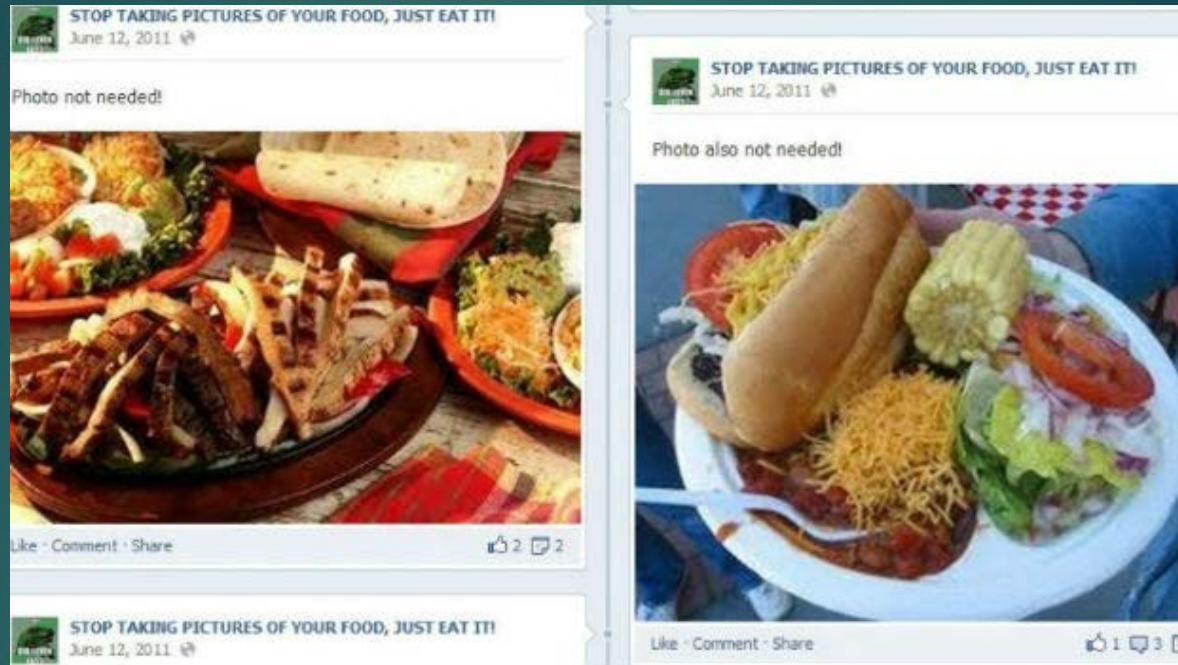 STOP TAKING PICTURES OF YOUR FOOD, JUST EAT IT!
June 12, 2011
Photo not needed!
Like · Comment · Share 2 2
STOP TAKING PICTURES OF YOUR FOOD, JUST EAT IT!
June 12, 2011
STOP TAKING PICTURES OF YOUR FOOD, JUST EAT IT!
June 12, 2011
Photo also not needed!
Like · Comment · Share 1 3